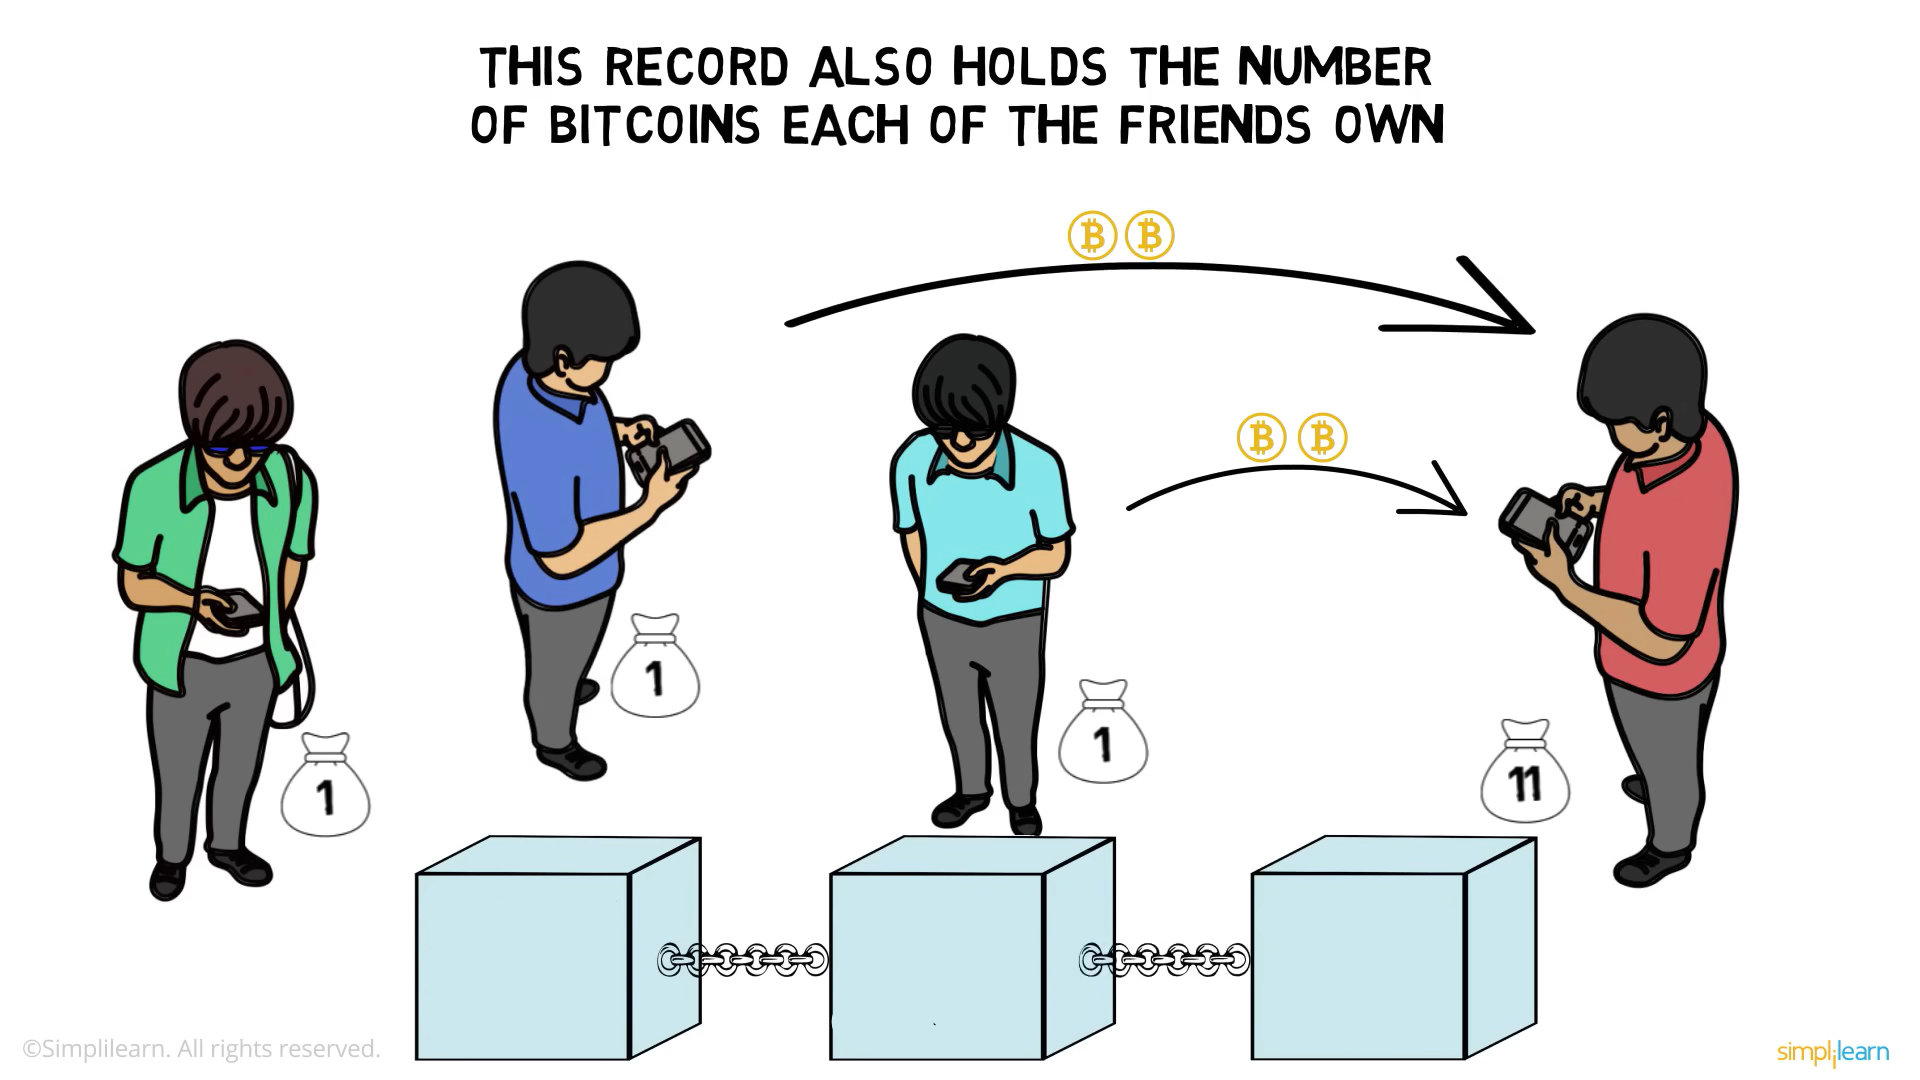 THIS RECORD ALSO HOLDS THE NUMBER
OF BITCOINS EACH OF THE FRIENDS OWN
1
1
1
11
©Simplilearn. All rights reserved.
simplilearn